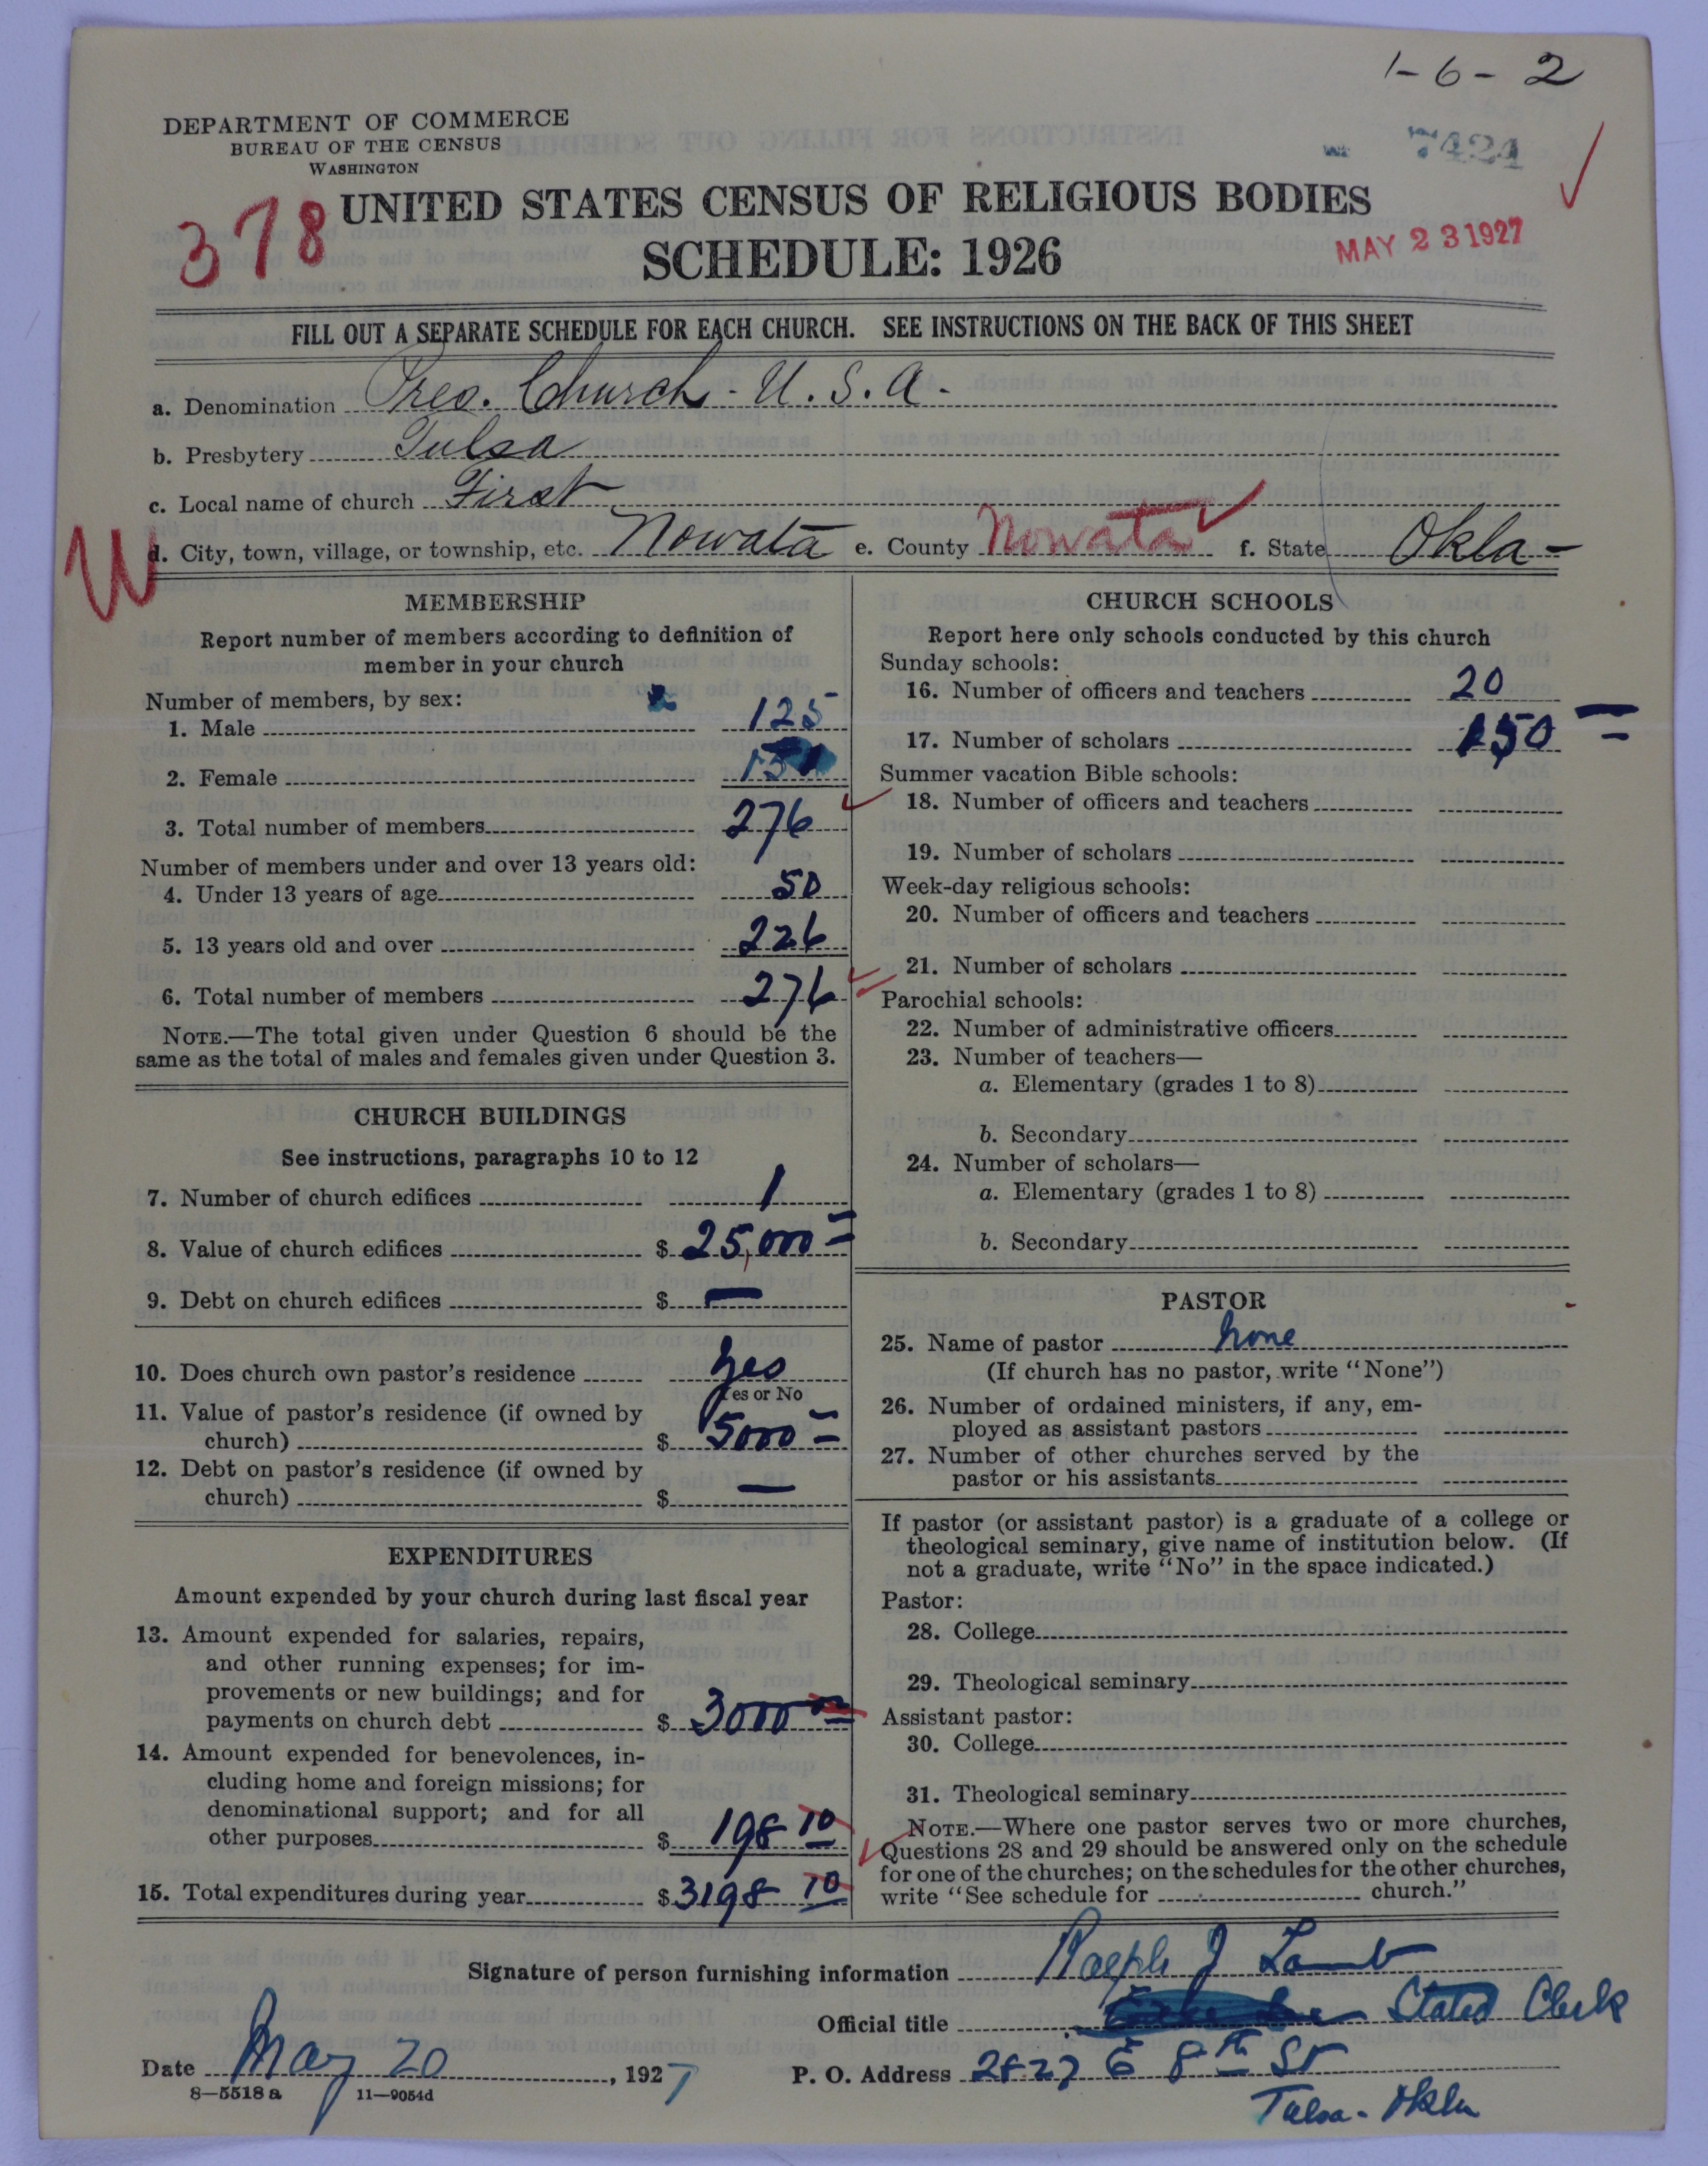 1-6-2
7424
DEPARTMENT OF COMMERCE
BUREAU OF THE CENSUS
WASHINGTON
378
UNITED STATES CENSUS OF RELIGIOUS BODIES
SCHEDULE: 1926
MAY 23 1927
FILL OUT A SEPARATE SCHEDULE FOR EACH CHURCH. SEE INSTRUCTIONS ON THE BACK OF THIS SHEET
a. Denomination Pres. Church - U. S. A.
b. Presbytery Tulsa
c. Local name of church First
W
d. City, town, village, or township, etc. Nowata e. County Nowata f. State Okla-
MEMBERSHIP
Report number of members according to definition of
member in your church
Number of members, by sex:
1. Male 125
2. Female 151
3. Total number of members 276
Number of members under and over 13 years old:
4. Under 13 years of age 50
5. 13 years old and over 226
6. Total number of members 276
NOTE.—The total given under Question 6 should be the
same as the total of males and females given under Question 3.
CHURCH BUILDINGS
See instructions, paragraphs 10 to 12
7. Number of church edifices 1
8. Value of church edifices $ 25,000
9. Debt on church edifices $ —
10. Does church own pastor's residence yes
Yes or No
11. Value of pastor's residence (if owned by
church) $ 5000
12. Debt on pastor's residence (if owned by
church) $ —
EXPENDITURES
Amount expended by your church during last fiscal year
13. Amount expended for salaries, repairs,
and other running expenses; for im-
provements or new buildings; and for
payments on church debt $ 3000
14. Amount expended for benevolences, in-
cluding home and foreign missions; for
denominational support; and for all
other purposes $ 198 10
15. Total expenditures during year $ 3198 10
CHURCH SCHOOLS
Report here only schools conducted by this church
Sunday schools:
16. Number of officers and teachers 20
17. Number of scholars 150
Summer vacation Bible schools:
18. Number of officers and teachers
19. Number of scholars
Week-day religious schools:
20. Number of officers and teachers
21. Number of scholars
Parochial schools:
22. Number of administrative officers
23. Number of teachers—
a. Elementary (grades 1 to 8)
b. Secondary
24. Number of scholars—
a. Elementary (grades 1 to 8)
b. Secondary
PASTOR
25. Name of pastor none
(If church has no pastor, write "None")
26. Number of ordained ministers, if any, em-
ployed as assistant pastors
27. Number of other churches served by the
pastor or his assistants
If pastor (or assistant pastor) is a graduate of a college or
theological seminary, give name of institution below. (If
not a graduate, write "No" in the space indicated.)
Pastor:
28. College
29. Theological seminary
Assistant pastor:
30. College
31. Theological seminary
NOTE.—Where one pastor serves two or more churches,
Questions 28 and 29 should be answered only on the schedule
for one of the churches; on the schedules for the other churches,
write "See schedule for church."
Signature of person furnishing information Ralph J Lamb
Official title Stated Clerk
Date May 20, 1927 P. O. Address 2827 E 8th St
Tulsa - Okla
8—5518a 11—9054d